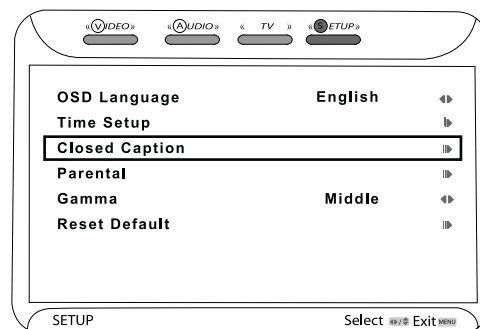 «VIDEO» «AUDIO» « TV » «SETUP»
OSD Language English
Time Setup
Closed Caption
Parental
Gamma Middle
Reset Default
SETUP Select / Exit MENU